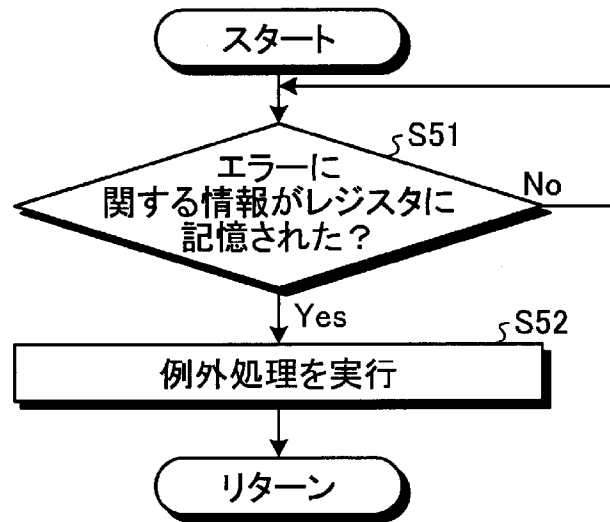 スタート
S51
エラーに
関する情報がレジスタに
記憶された？
No
Yes
S52
例外処理を実行
リターン